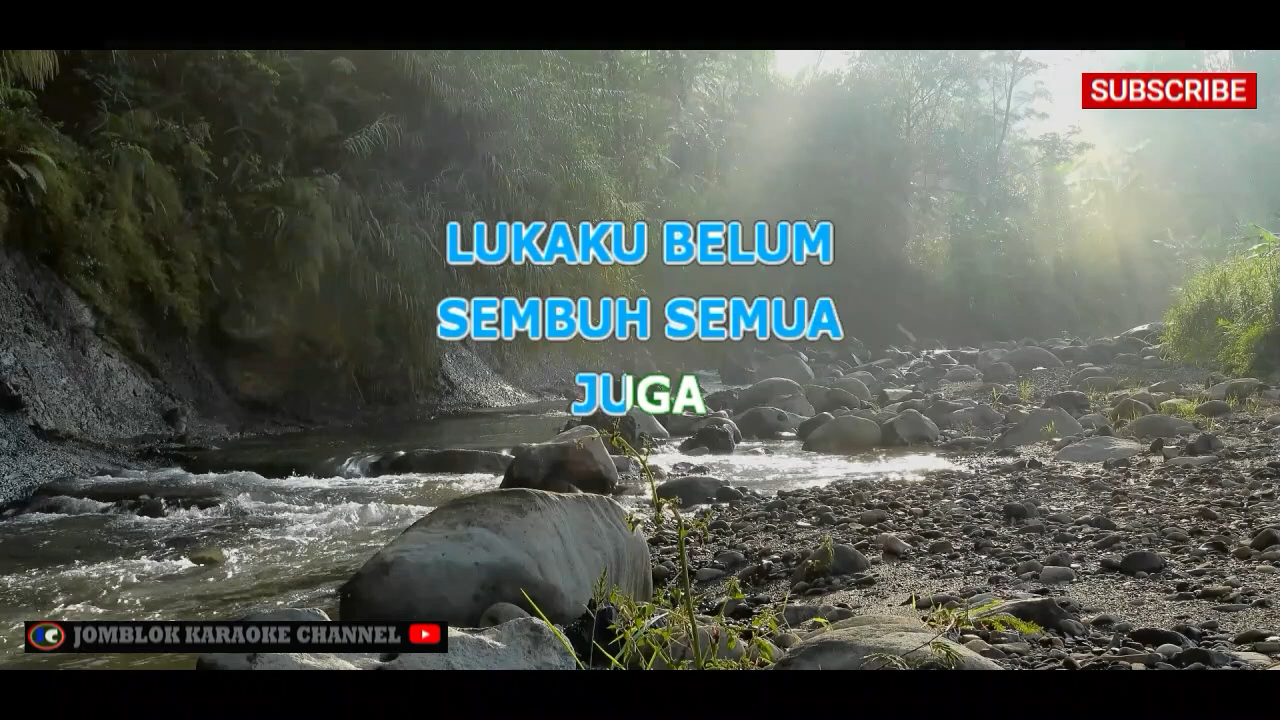 SUBSCRIBE
LUKAKU BELUM
SEMBUH SEMUA
JUGA
JOMBLOK KARAOKE CHANNEL